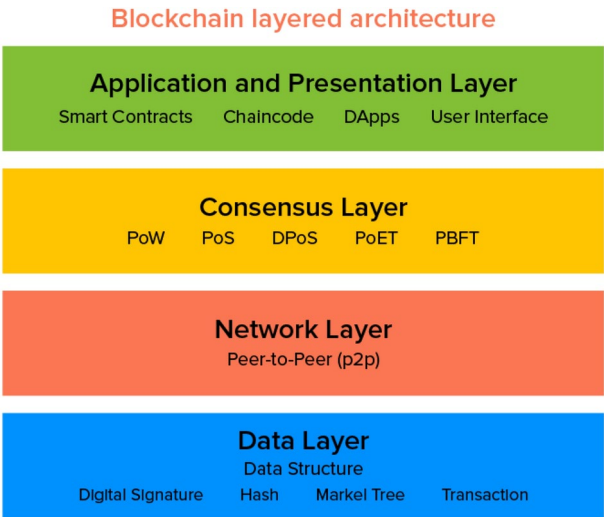 Blockchain layered architecture
Application and Presentation Layer
Smart Contracts Chaincode DApps User Interface
Consensus Layer
PoW PoS DPoS PoET PBFT
Network Layer
Peer-to-Peer (p2p)
Data Layer
Data Structure
Digital Signature Hash Markel Tree Transaction